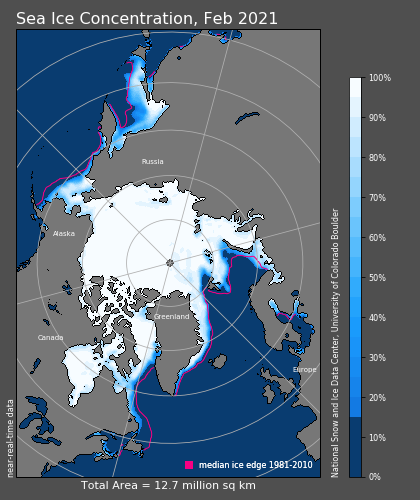 Sea Ice Concentration, Feb 2021
Russia
Alaska
Greenland
Canada
Europe
median ice edge 1981-2010
near-real-time data
Total Area = 12.7 million sq km
National Snow and Ice Data Center, University of Colorado Boulder
100%
90%
80%
70%
60%
50%
40%
30%
20%
10%
0%